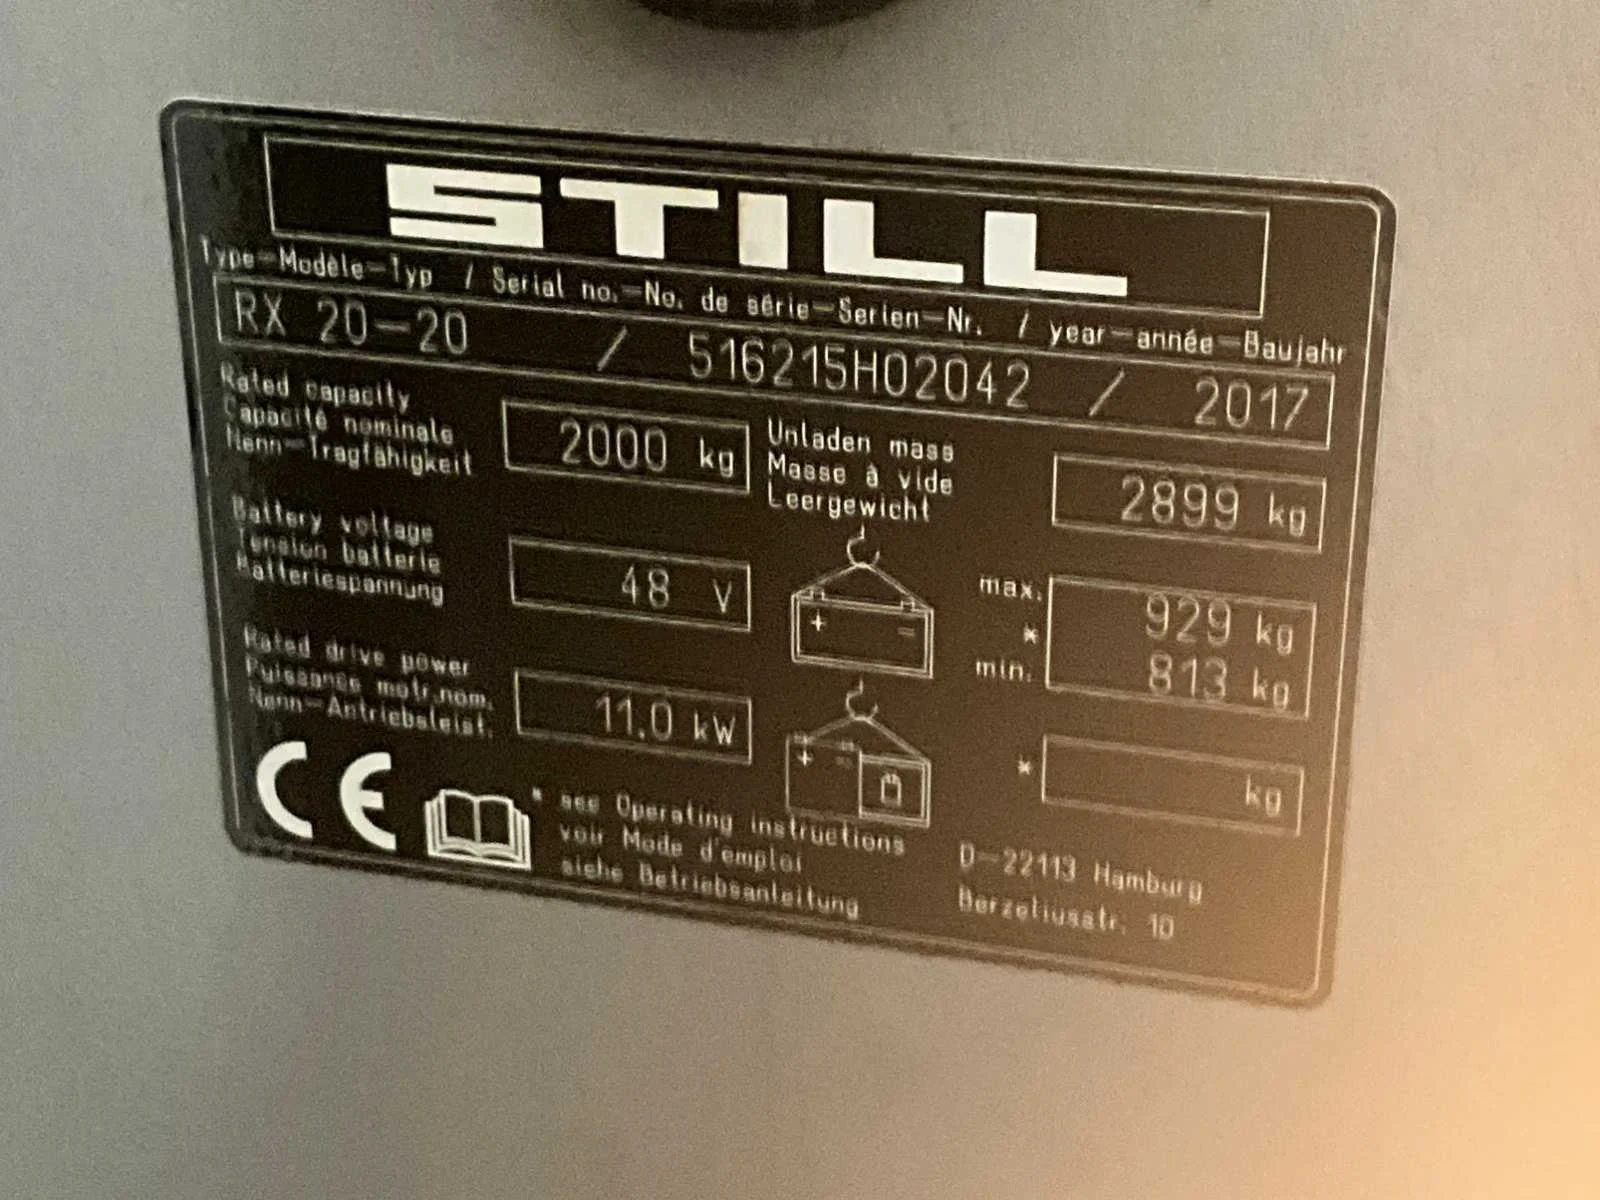 STILL
Type-Modèle-Typ / Serial no.-No. de série-Serien-Nr. / year-année-Baujahr
RX 20-20 / 516215H02042 / 2017
Rated capacity
Capacité nominale
Nenn-Tragfähigkeit
2000 kg
Unladen mass
Masse à vide
Leergewicht
2899 kg
Battery voltage
Tension batterie
Batteriespannung
48 V
+ -
max.
*
min.
929 kg
813 kg
Rated drive power
Puissance motr.nom.
Nenn-Antriebsleist.
11.0 kW
+ -
* kg
CE
* see Operating instructions
voir Mode d'emploi
siehe Betriebsanleitung
D-22113 Hamburg
Berzeliusstr. 10